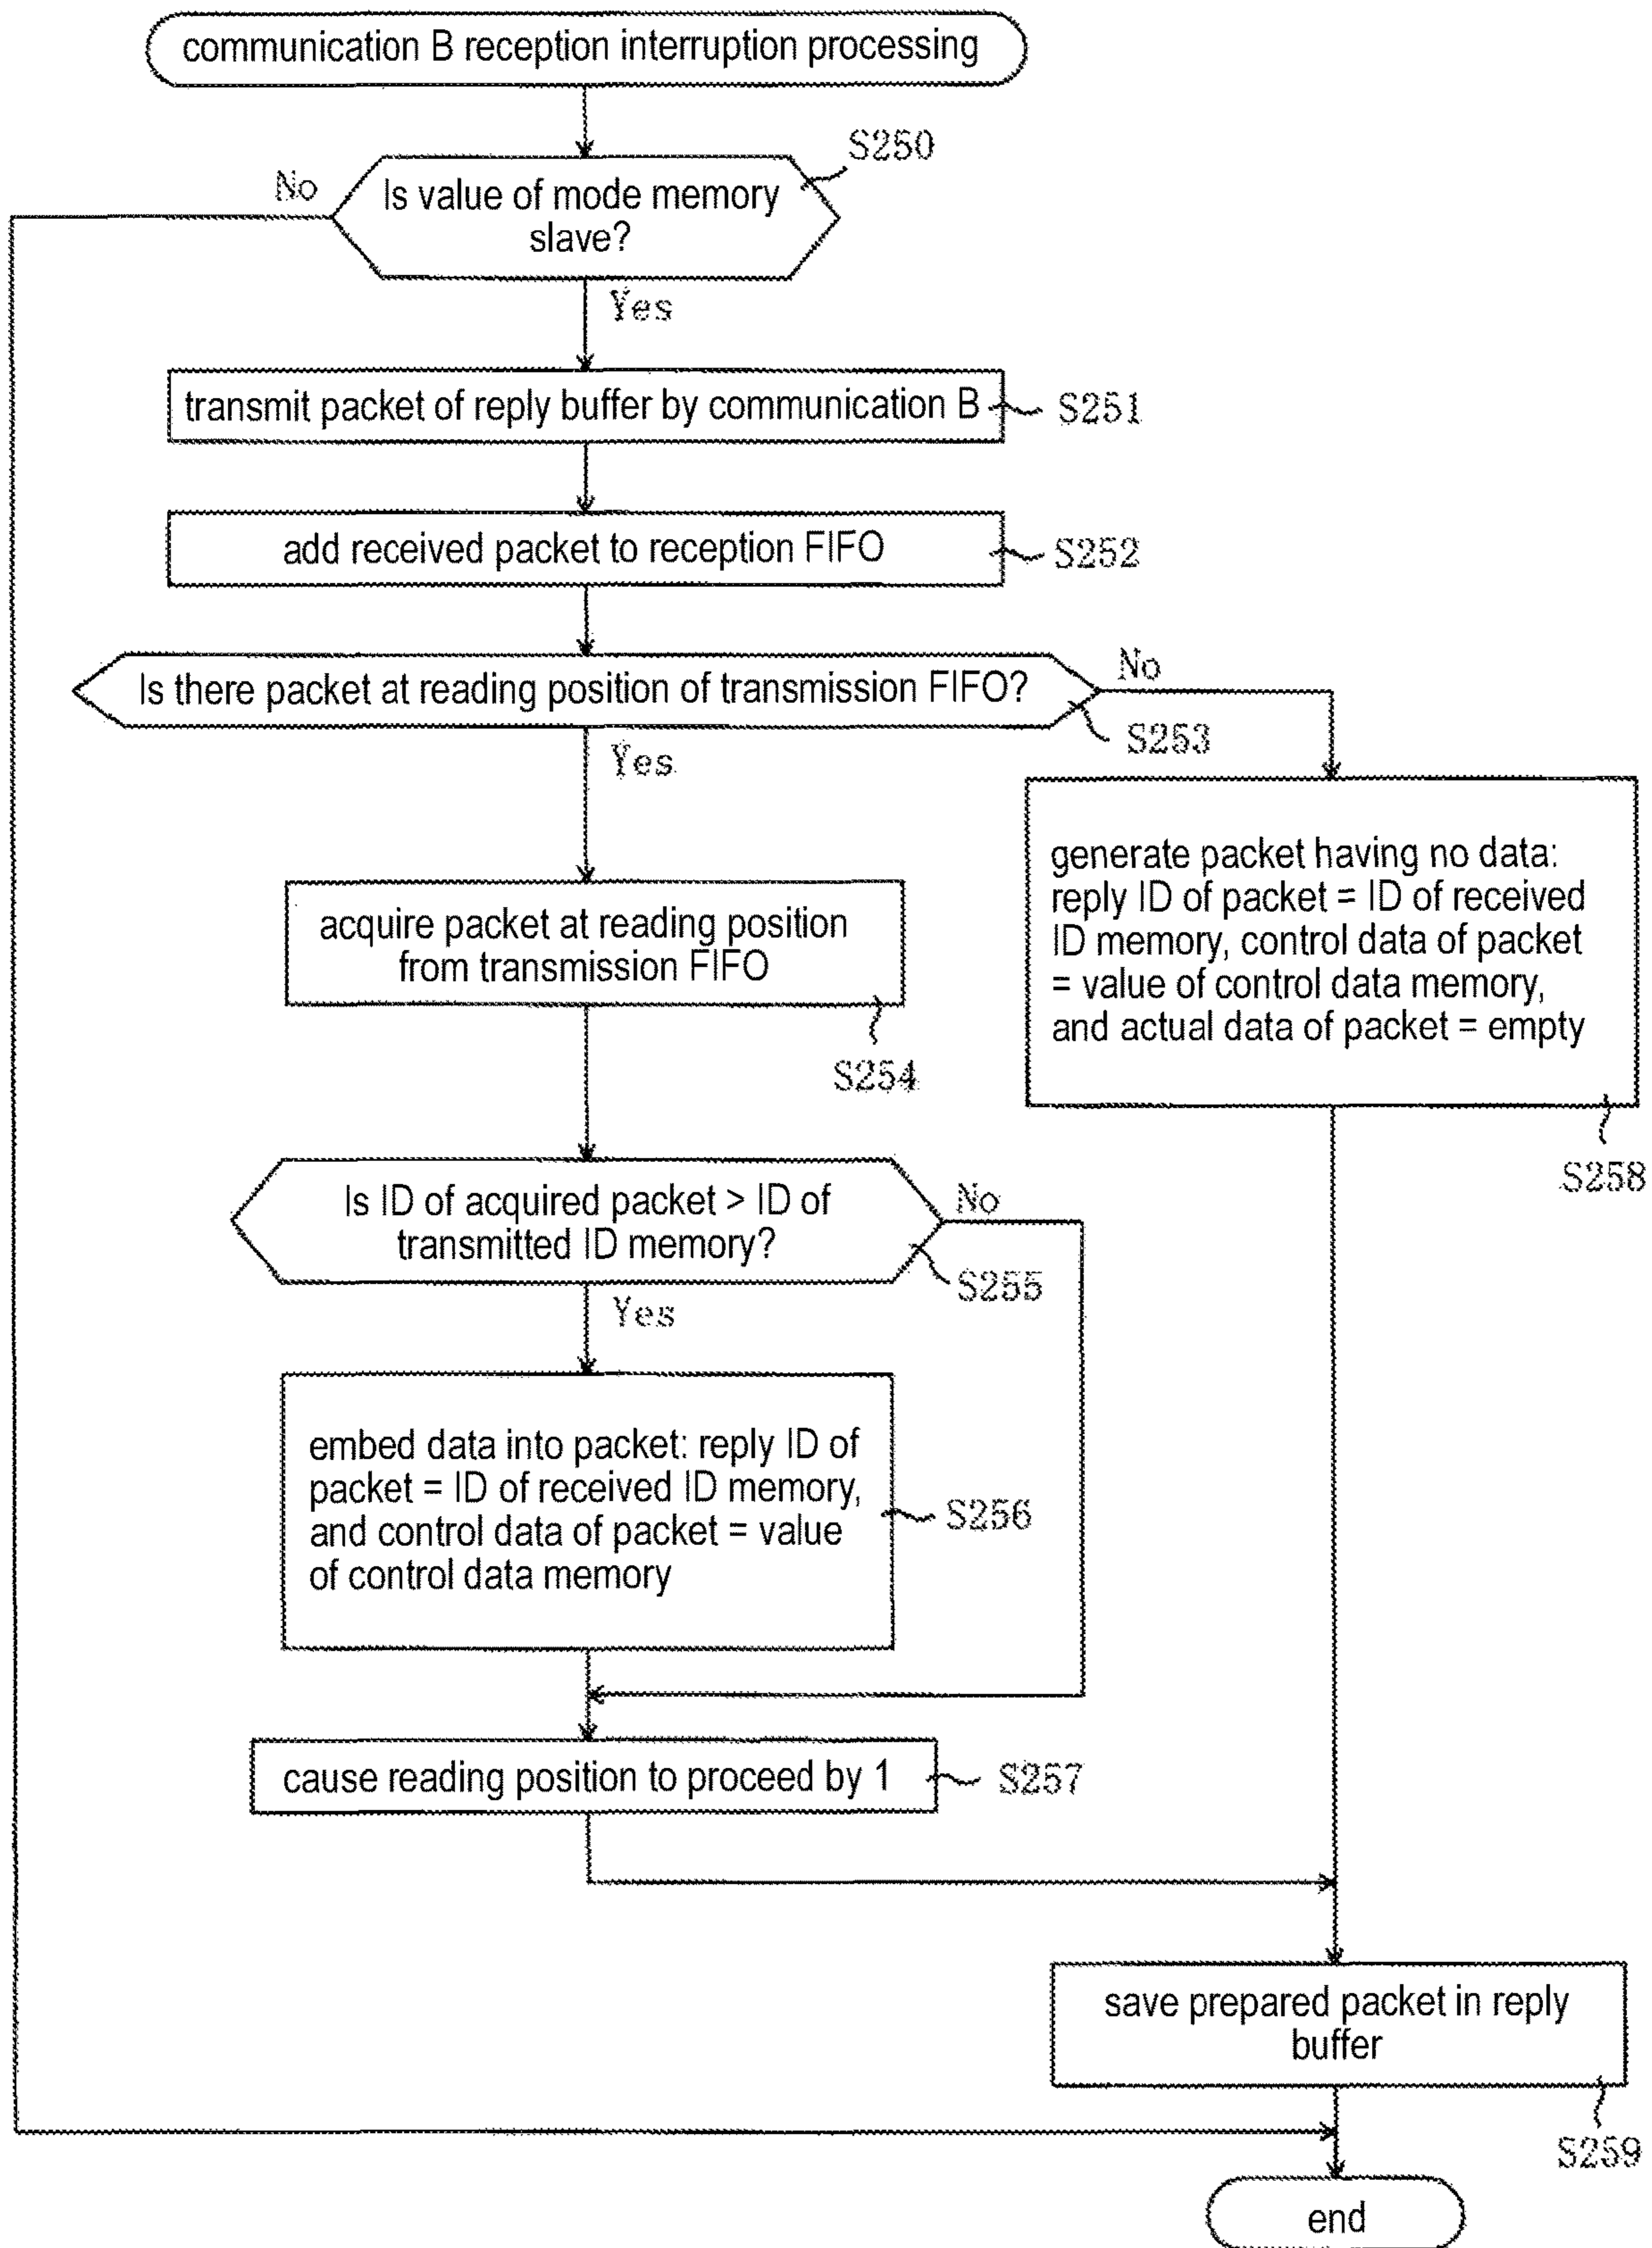 communication B reception interruption processing
S250
No
Is value of mode memory
slave?
Yes
transmit packet of reply buffer by communication B
S251
add received packet to reception FIFO
S252
Is there packet at reading position of transmission FIFO?
No
S253
Yes
generate packet having no data:
reply ID of packet = ID of received
ID memory, control data of packet
= value of control data memory,
and actual data of packet = empty
S258
acquire packet at reading position
from transmission FIFO
S254
Is ID of acquired packet > ID of
transmitted ID memory?
No
S255
Yes
embed data into packet: reply ID of
packet = ID of received ID memory,
and control data of packet = value
of control data memory
S256
cause reading position to proceed by 1
S257
save prepared packet in reply
buffer
S259
end